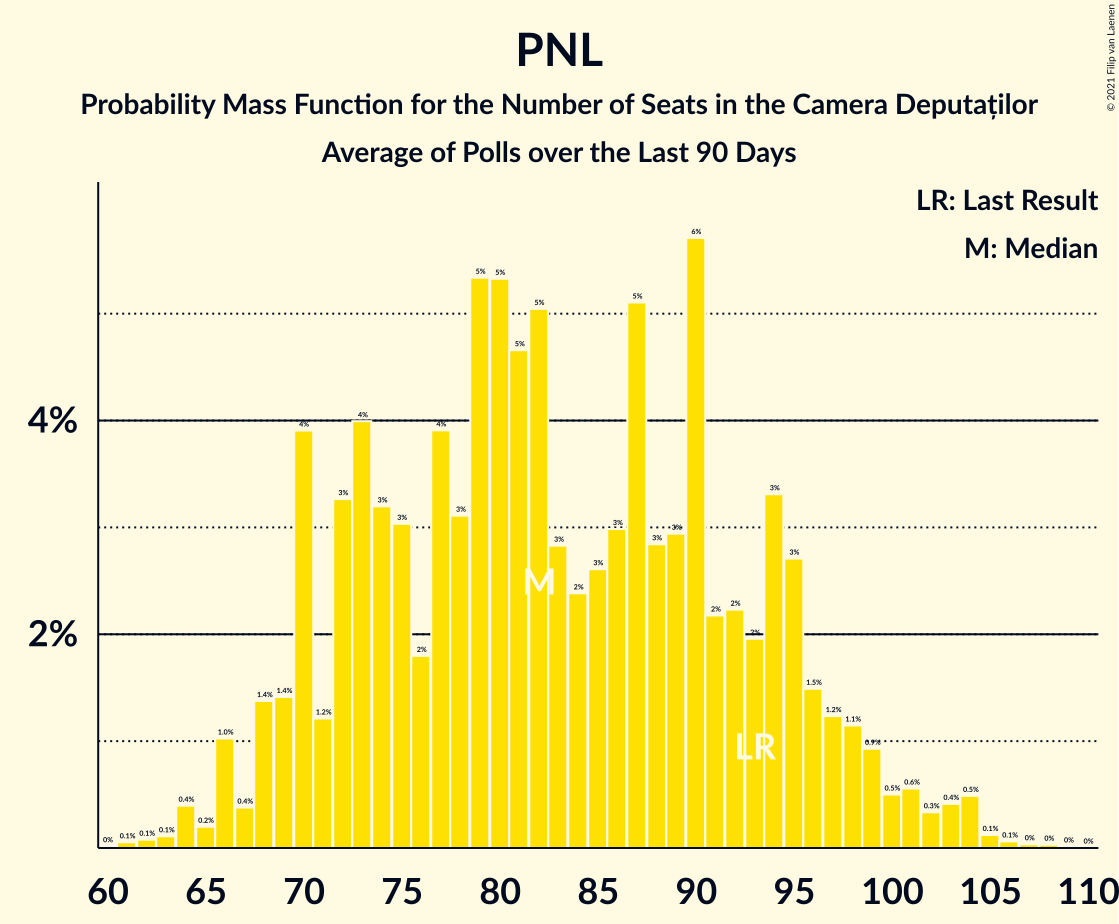 © 2021 Filip van Laenen
PNL
Probability Mass Function for the Number of Seats in the Camera Deputaților
Average of Polls over the Last 90 Days
LR: Last Result
M: Median
4%
2%
0% 0.1% 0.1% 0.1% 0.4% 0.2% 1.0% 0.4% 1.4% 1.4% 4% 1.2% 3% 4% 3% 3% 2% 4% 3% 5% 5% 5% 5% 3% 2% 3% 3% 5% 3% 3% 6% 2% 2% 2% 3% 3% 1.5% 1.2% 1.1% 0.9% 0.5% 0.6% 0.3% 0.4% 0.5% 0.1% 0.1% 0% 0% 0% 0%
M
LR
60 65 70 75 80 85 90 95 100 105 110